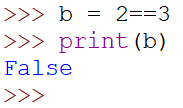 >>> b = 2==3
>>> print(b)
False
>>>